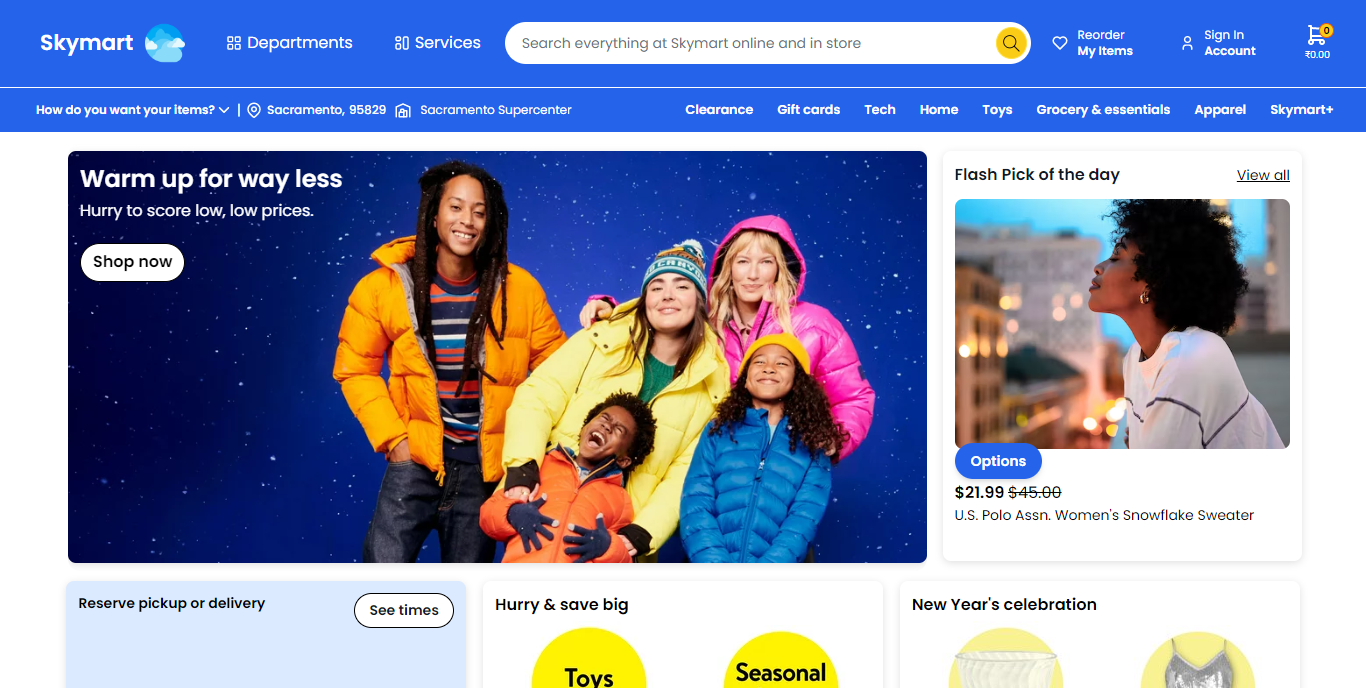 Skymart
Departments
Services
Search everything at Skymart online and in store
Reorder
My Items
Sign In
Account
0
₹0.00
How do you want your items? | Sacramento, 95829 Sacramento Supercenter
Clearance Gift cards Tech Home Toys Grocery & essentials Apparel Skymart+
Warm up for way less
Hurry to score low, low prices.
Shop now
Flash Pick of the day
View all
Options
$21.99 $45.00
U.S. Polo Assn. Women's Snowflake Sweater
Reserve pickup or delivery
See times
Hurry & save big
Toys
Seasonal
New Year's celebration